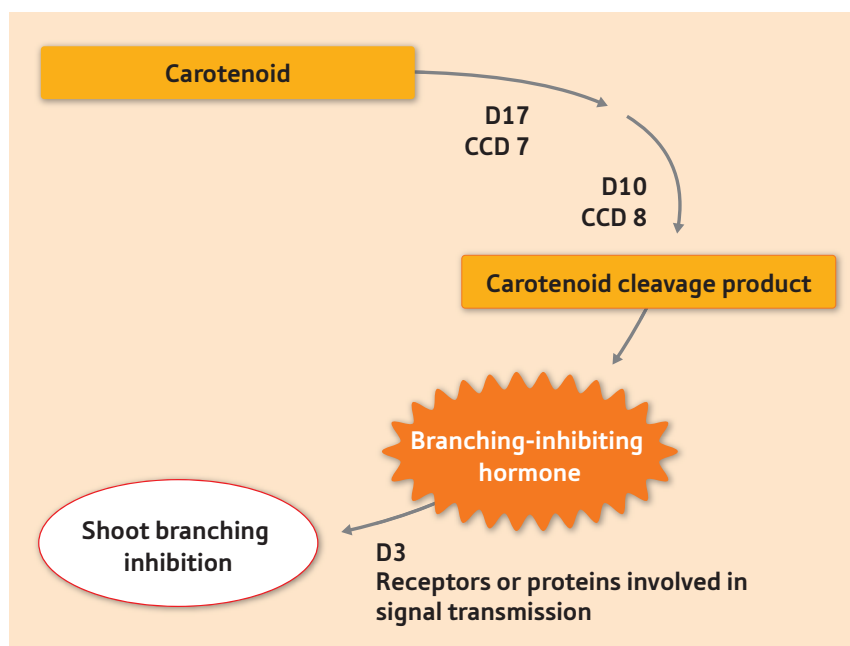 Carotenoid
D17
CCD 7
D10
CCD 8
Carotenoid cleavage product
Branching-inhibiting
hormone
Shoot branching
inhibition
D3
Receptors or proteins involved in
signal transmission